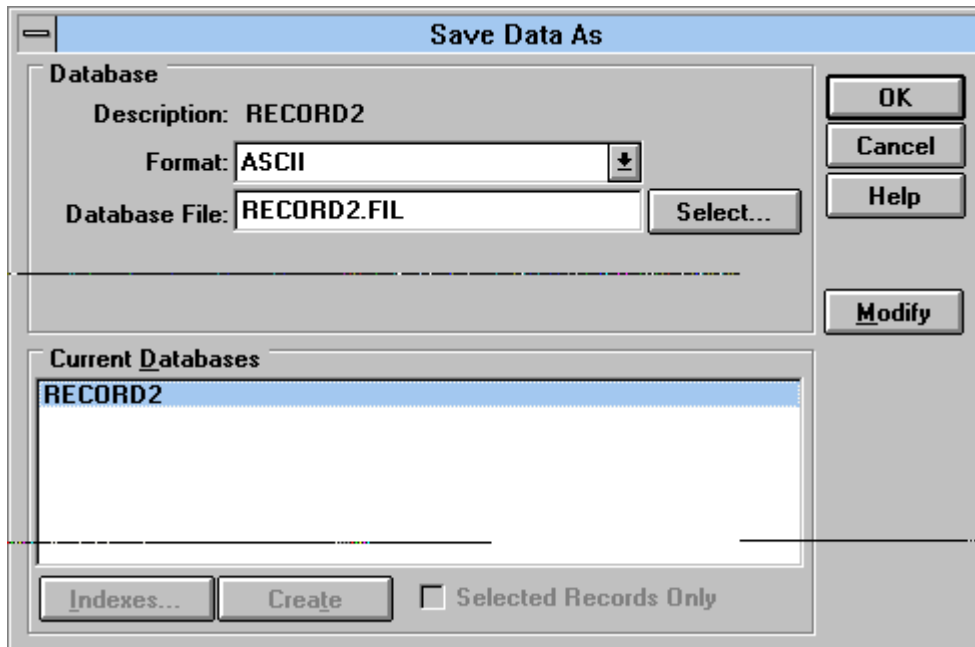 Save Data As
Database
Description: RECORD2
Format: ASCII
Database File: RECORD2.FIL Select...
OK
Cancel
Help
Modify
Current Databases
RECORD2
Indexes... Create Selected Records Only